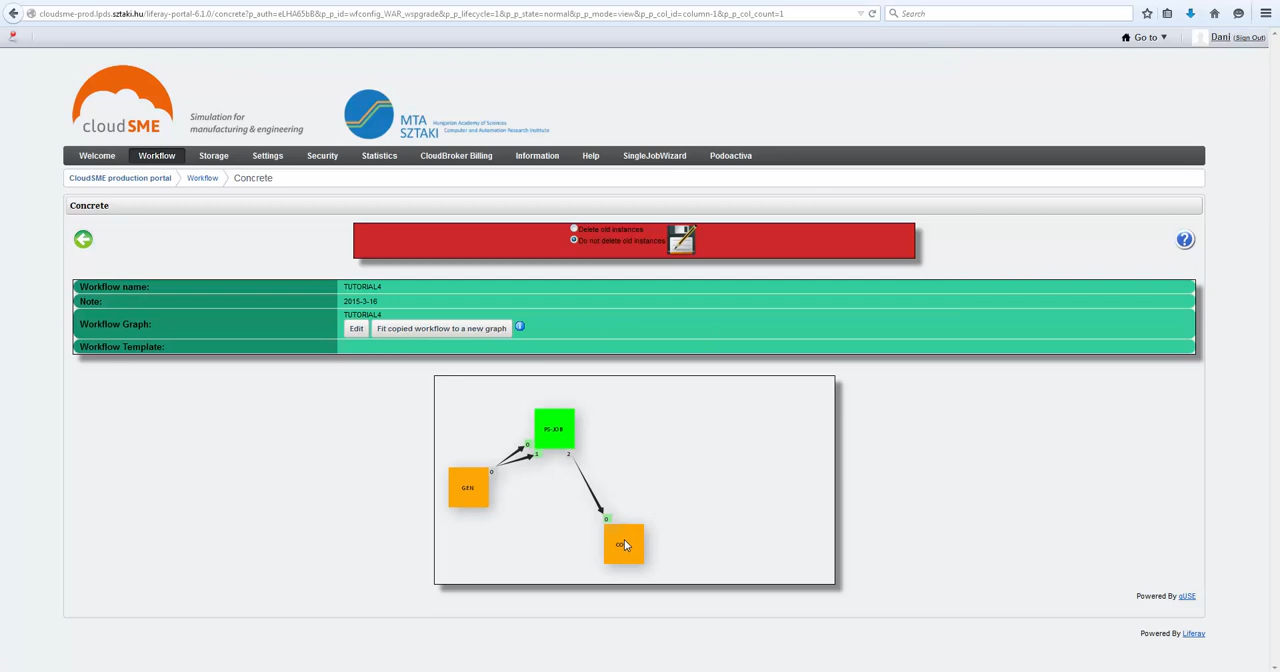 cloudsme-prod.lpds.sztaki.hu/liferay-portal-6.1.0/concrete?p_auth=eLHA65bB&p_p_id=wfconfig_WAR_wspgrade&p_p_lifecycle=1&p_p_state=normal&p_p_mode=view&p_p_col_id=column-1&p_p_col_count=1
Search
Go to
Dani (Sign Out)
cloudSME
Simulation for
manufacturing & engineering
MTA
SZTAKI
Hungarian Academy of Sciences
Computer and Automation Research Institute
Welcome Workflow Storage Settings Security Statistics CloudBroker Billing Information Help SingleJobWizard Podoactiva
CloudSME production portal Workflow Concrete
Concrete
Delete old instances
Do not delete old instances
Workflow name: TUTORIAL4
Note: 2015-3-16
TUTORIAL4
Workflow Graph:
Edit Fit copied workflow to a new graph
Workflow Template:
PS-JOB
0
1 2
0
GEN
0
Powered By gUSE
Powered By Liferay